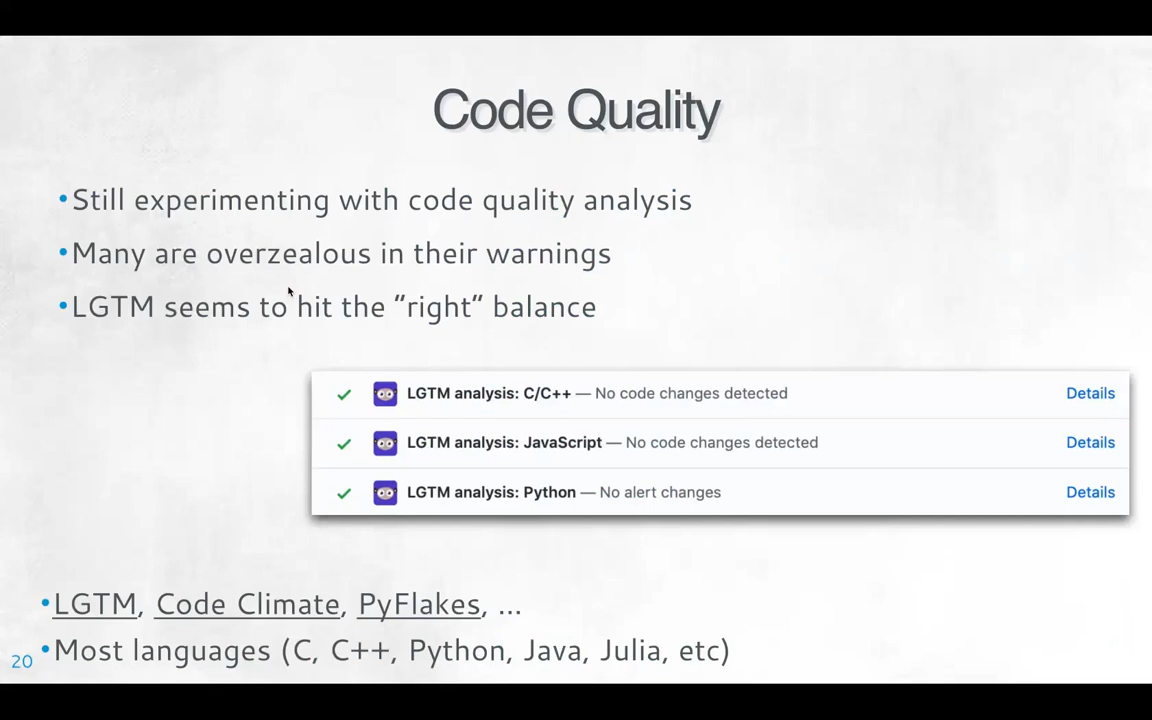 Code Quality
•Still experimenting with code quality analysis
•Many are overzealous in their warnings
•LGTM seems to hit the “right” balance
LGTM analysis: C/C++ — No code changes detected Details
LGTM analysis: JavaScript — No code changes detected Details
LGTM analysis: Python — No alert changes Details
•LGTM, Code Climate, PyFlakes, ...
•Most languages (C, C++, Python, Java, Julia, etc)
20